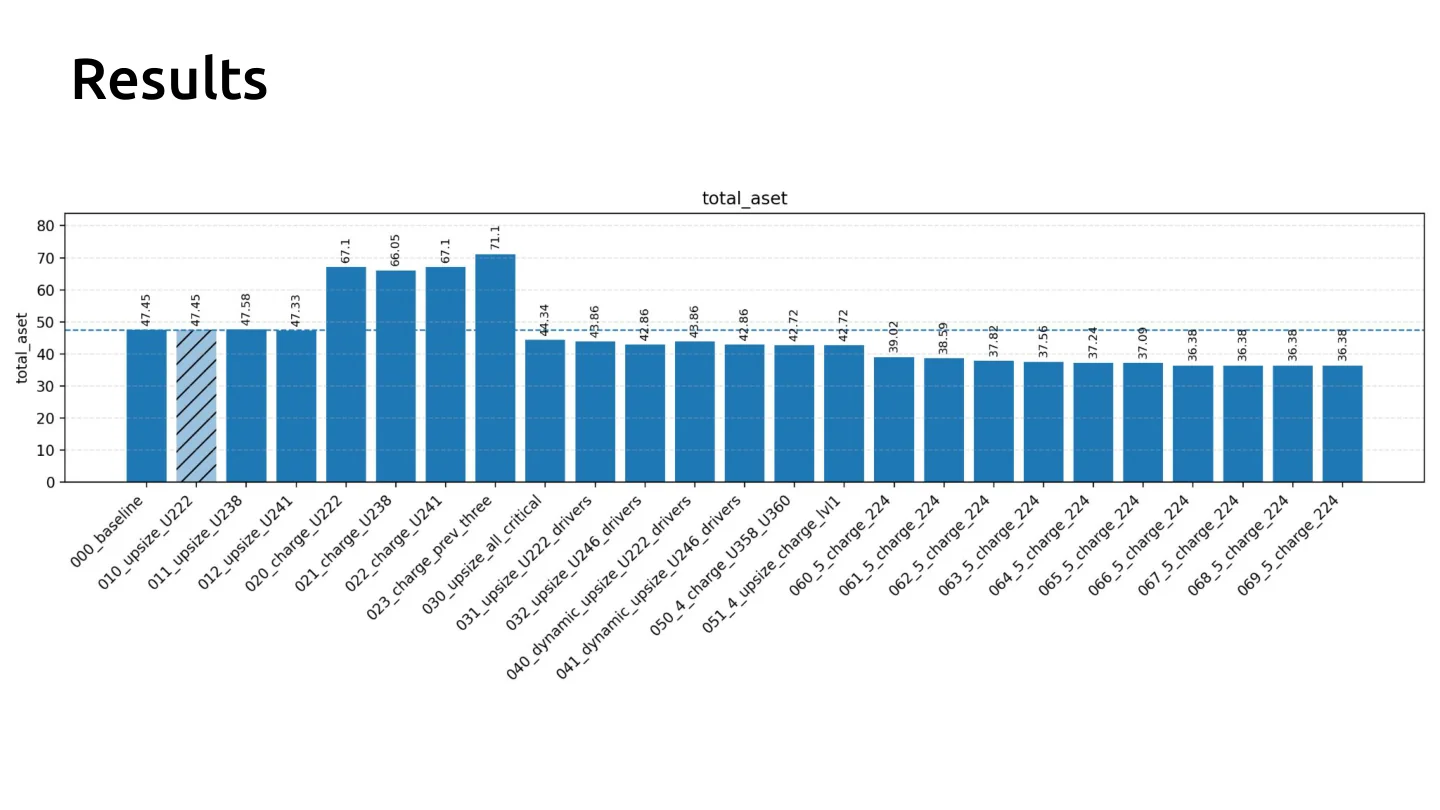 Results
total_aset
total_aset
80
70
60
50
40
30
20
10
0
47.45
47.45
47.58
47.33
67.1
66.05
67.1
71.1
44.34
43.86
42.86
43.86
42.86
42.72
42.72
39.02
38.59
37.82
37.56
37.24
37.09
36.38
36.38
36.38
36.38
000_baseline
010_upsize_U222
011_upsize_U238
012_upsize_U241
020_charge_U222
021_charge_U238
022_charge_U241
023_charge_prev_three
030_upsize_all_critical
031_upsize_U222_drivers
032_upsize_U246_drivers
040_dynamic_upsize_U222_drivers
041_dynamic_upsize_U246_drivers
050_4_charge_U358_U360
051_4_upsize_charge_lvl1
060_5_charge_224
061_5_charge_224
062_5_charge_224
063_5_charge_224
064_5_charge_224
065_5_charge_224
066_5_charge_224
067_5_charge_224
068_5_charge_224
069_5_charge_224